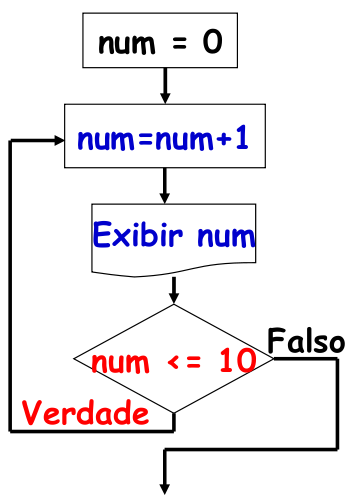 num = 0
num=num+1
Exibir num
Falso
num <= 10
Verdade